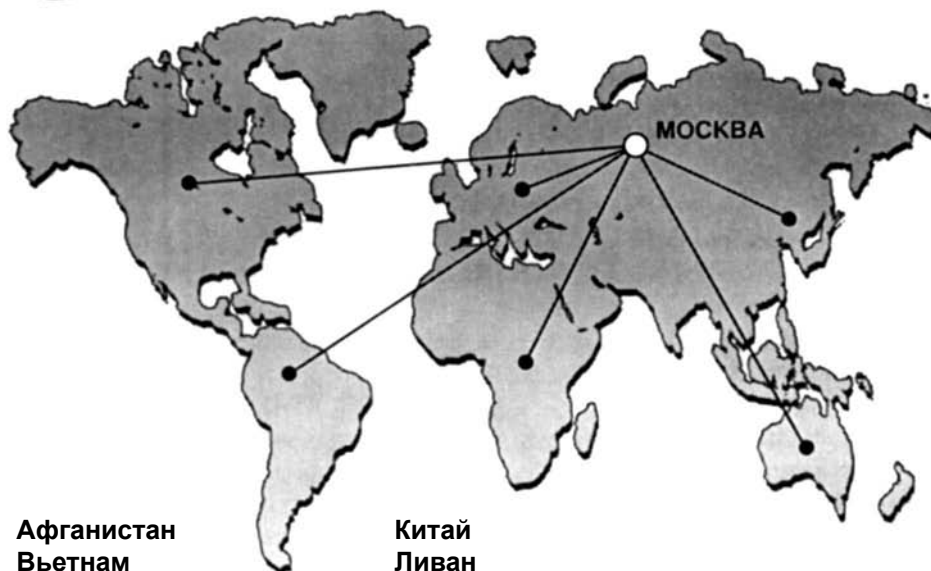 МОСКВА
Афганистан
Вьетнам
Китай
Ливан